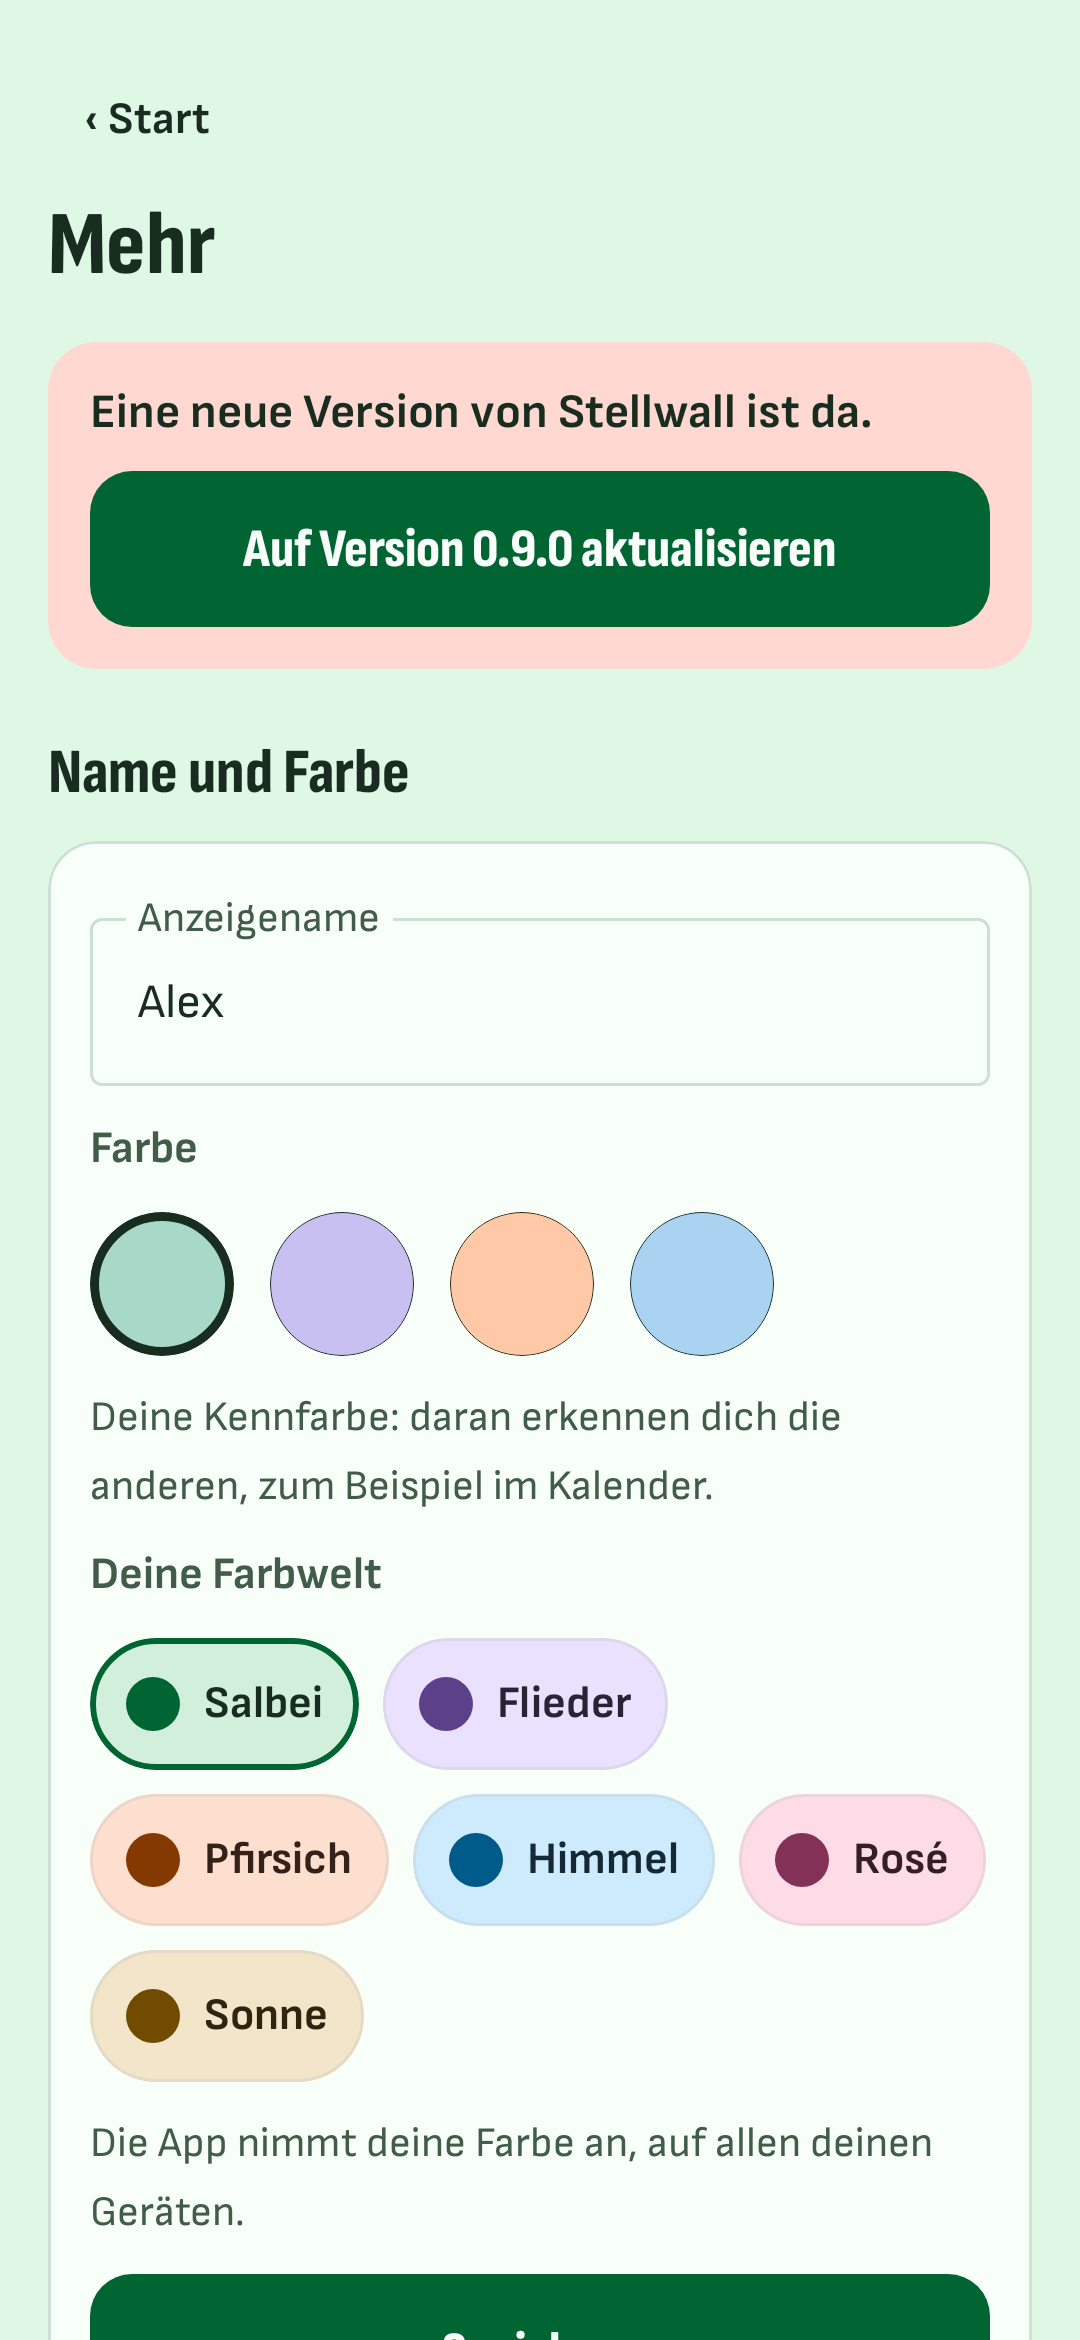 ‹ Start
Mehr
Eine neue Version von Stellwall ist da.
Auf Version 0.9.0 aktualisieren
Name und Farbe
Anzeigename
Alex
Farbe
Deine Kennfarbe: daran erkennen dich die
anderen, zum Beispiel im Kalender.
Deine Farbwelt
Salbei
Flieder
Pfirsich
Himmel
Rosé
Sonne
Die App nimmt deine Farbe an, auf allen deinen
Geräten.